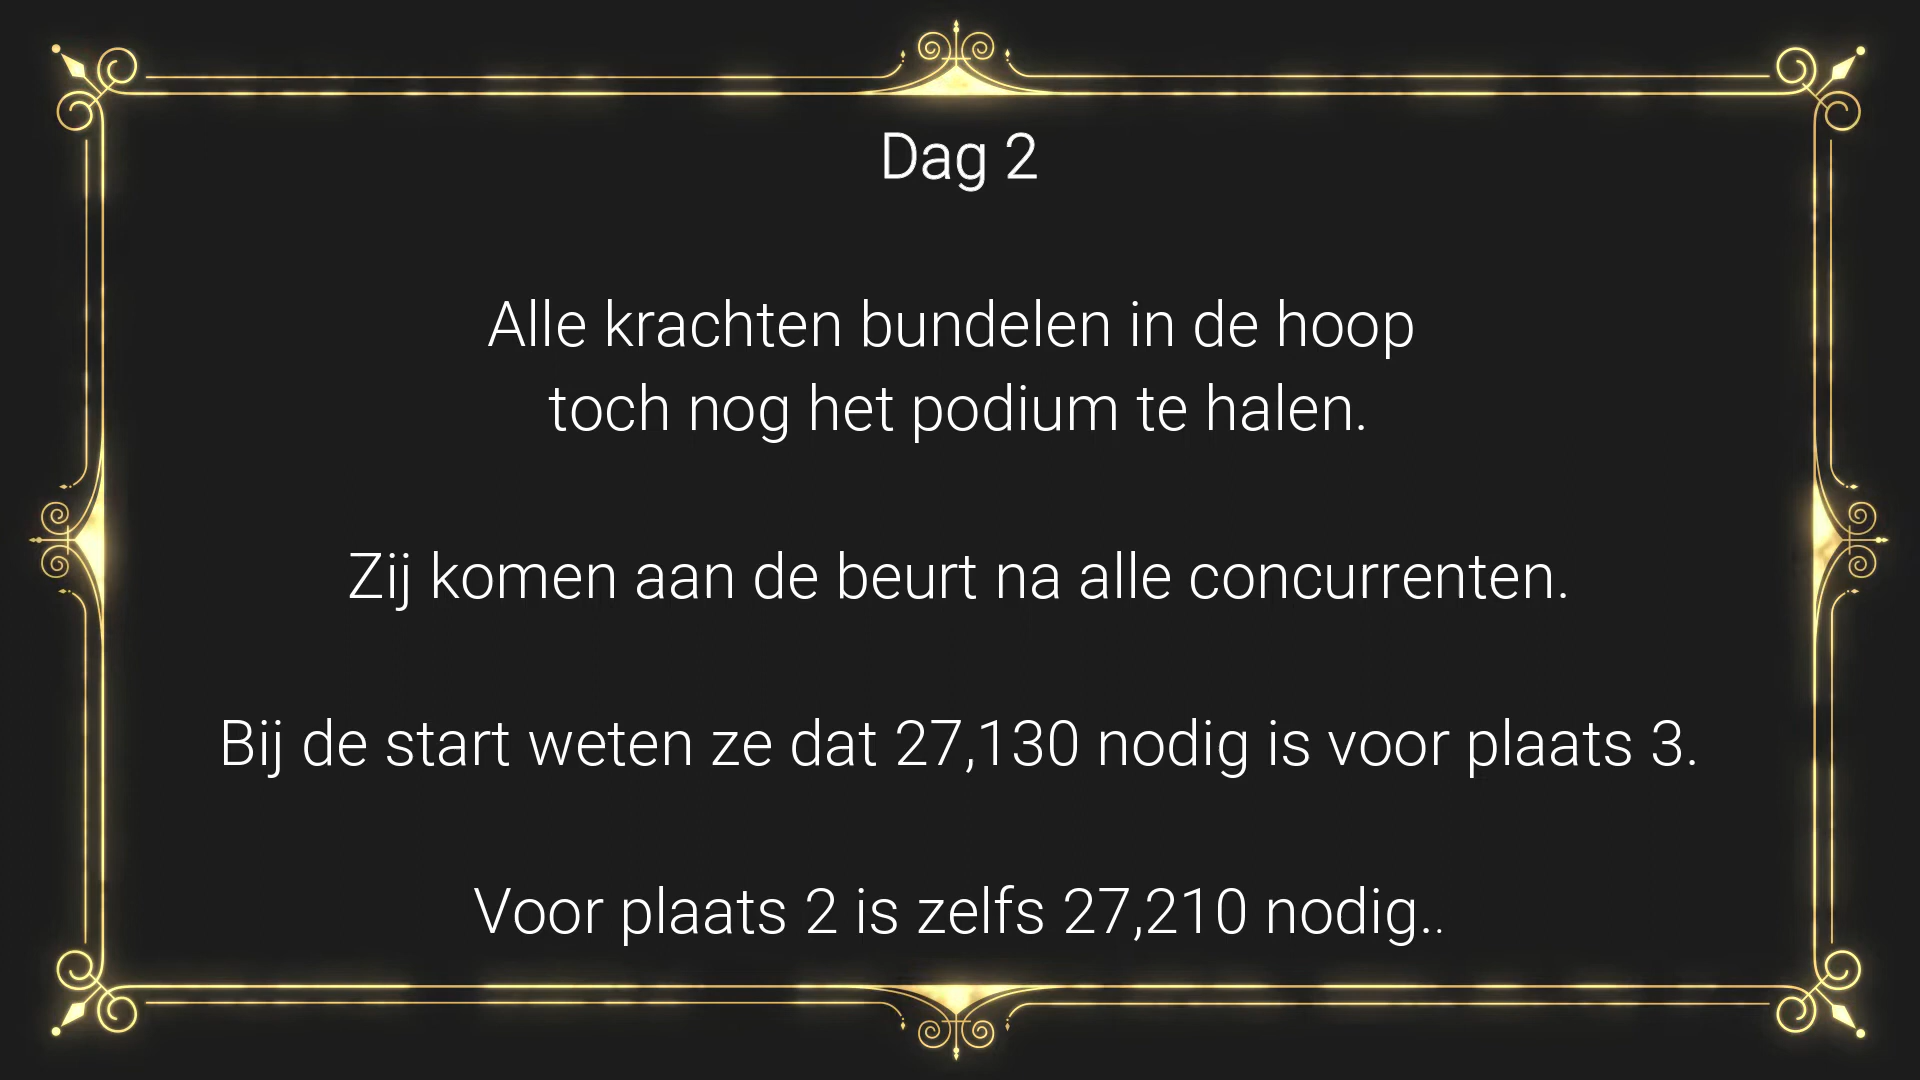 Dag 2
Alle krachten bundelen in de hoop
toch nog het podium te halen.
Zij komen aan de beurt na alle concurrenten.
Bij de start weten ze dat 27,130 nodig is voor plaats 3.
Voor plaats 2 is zelfs 27,210 nodig..